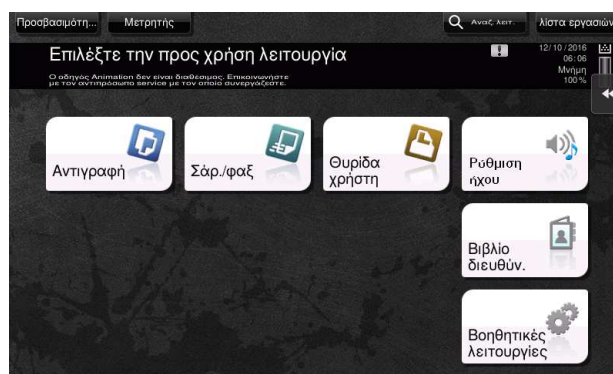 Προσβασιμότη...
Μετρητής
Αναζ. λειτ.
λίστα εργασιών
Επιλέξτε την προς χρήση λειτουργία
12/10/2016
06:06
Μνήμη
100%
Ο οδηγός Animation δεν είναι διαθέσιμος. Επικοινωνήστε
με τον αντιπρόσωπο service με τον οποίο συνεργάζεστε.
Αντιγραφή
Σάρ./φαξ
Θυρίδα
χρήστη
Ρύθμιση
ήχου
Βιβλίο
διευθύν.
Βοηθητικές
λειτουργίες